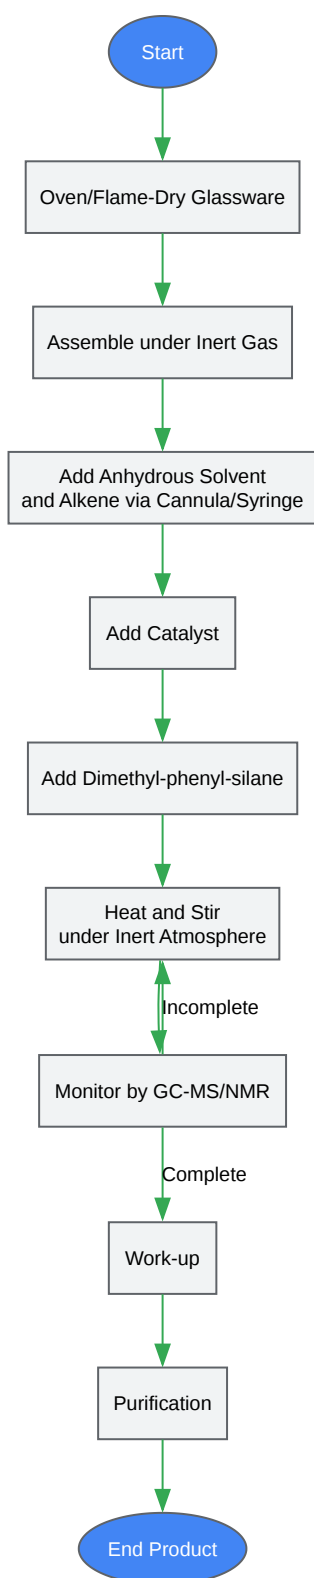 Start
Oven/Flame-Dry Glassware
Assemble under Inert Gas
Add Anhydrous Solvent
and Alkene via Cannula/Syringe
Add Catalyst
Add Dimethyl-phenyl-silane
Heat and Stir
under Inert Atmosphere
Incomplete
Monitor by GC-MS/NMR
Complete
Work-up
Purification
End Product